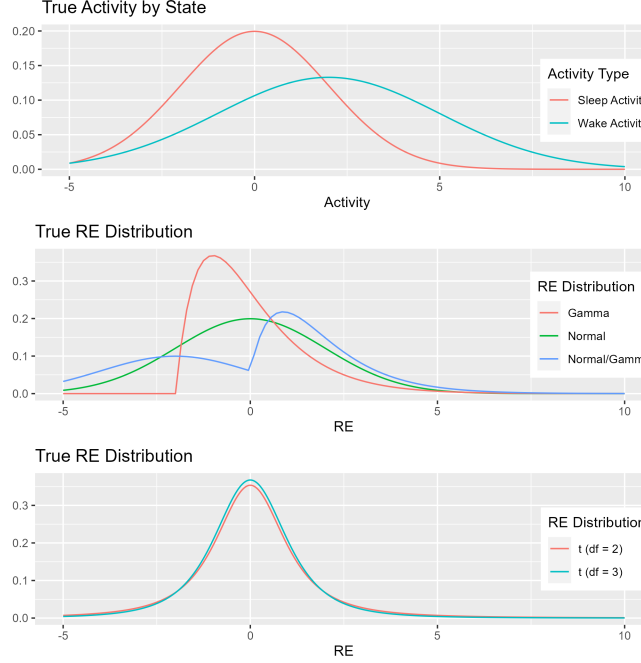 True Activity by State
0.20
0.15
0.10
0.05
0.00
-5 0 5 10
Activity
Activity Type
Sleep Activit
Wake Activit
True RE Distribution
0.3
0.2
0.1
0.0
-5 0 5 10
RE
RE Distribution
Gamma
Normal
Normal/Gamm
True RE Distribution
0.3
0.2
0.1
0.0
-5 0 5 10
RE
RE Distribution
t (df = 2)
t (df = 3)